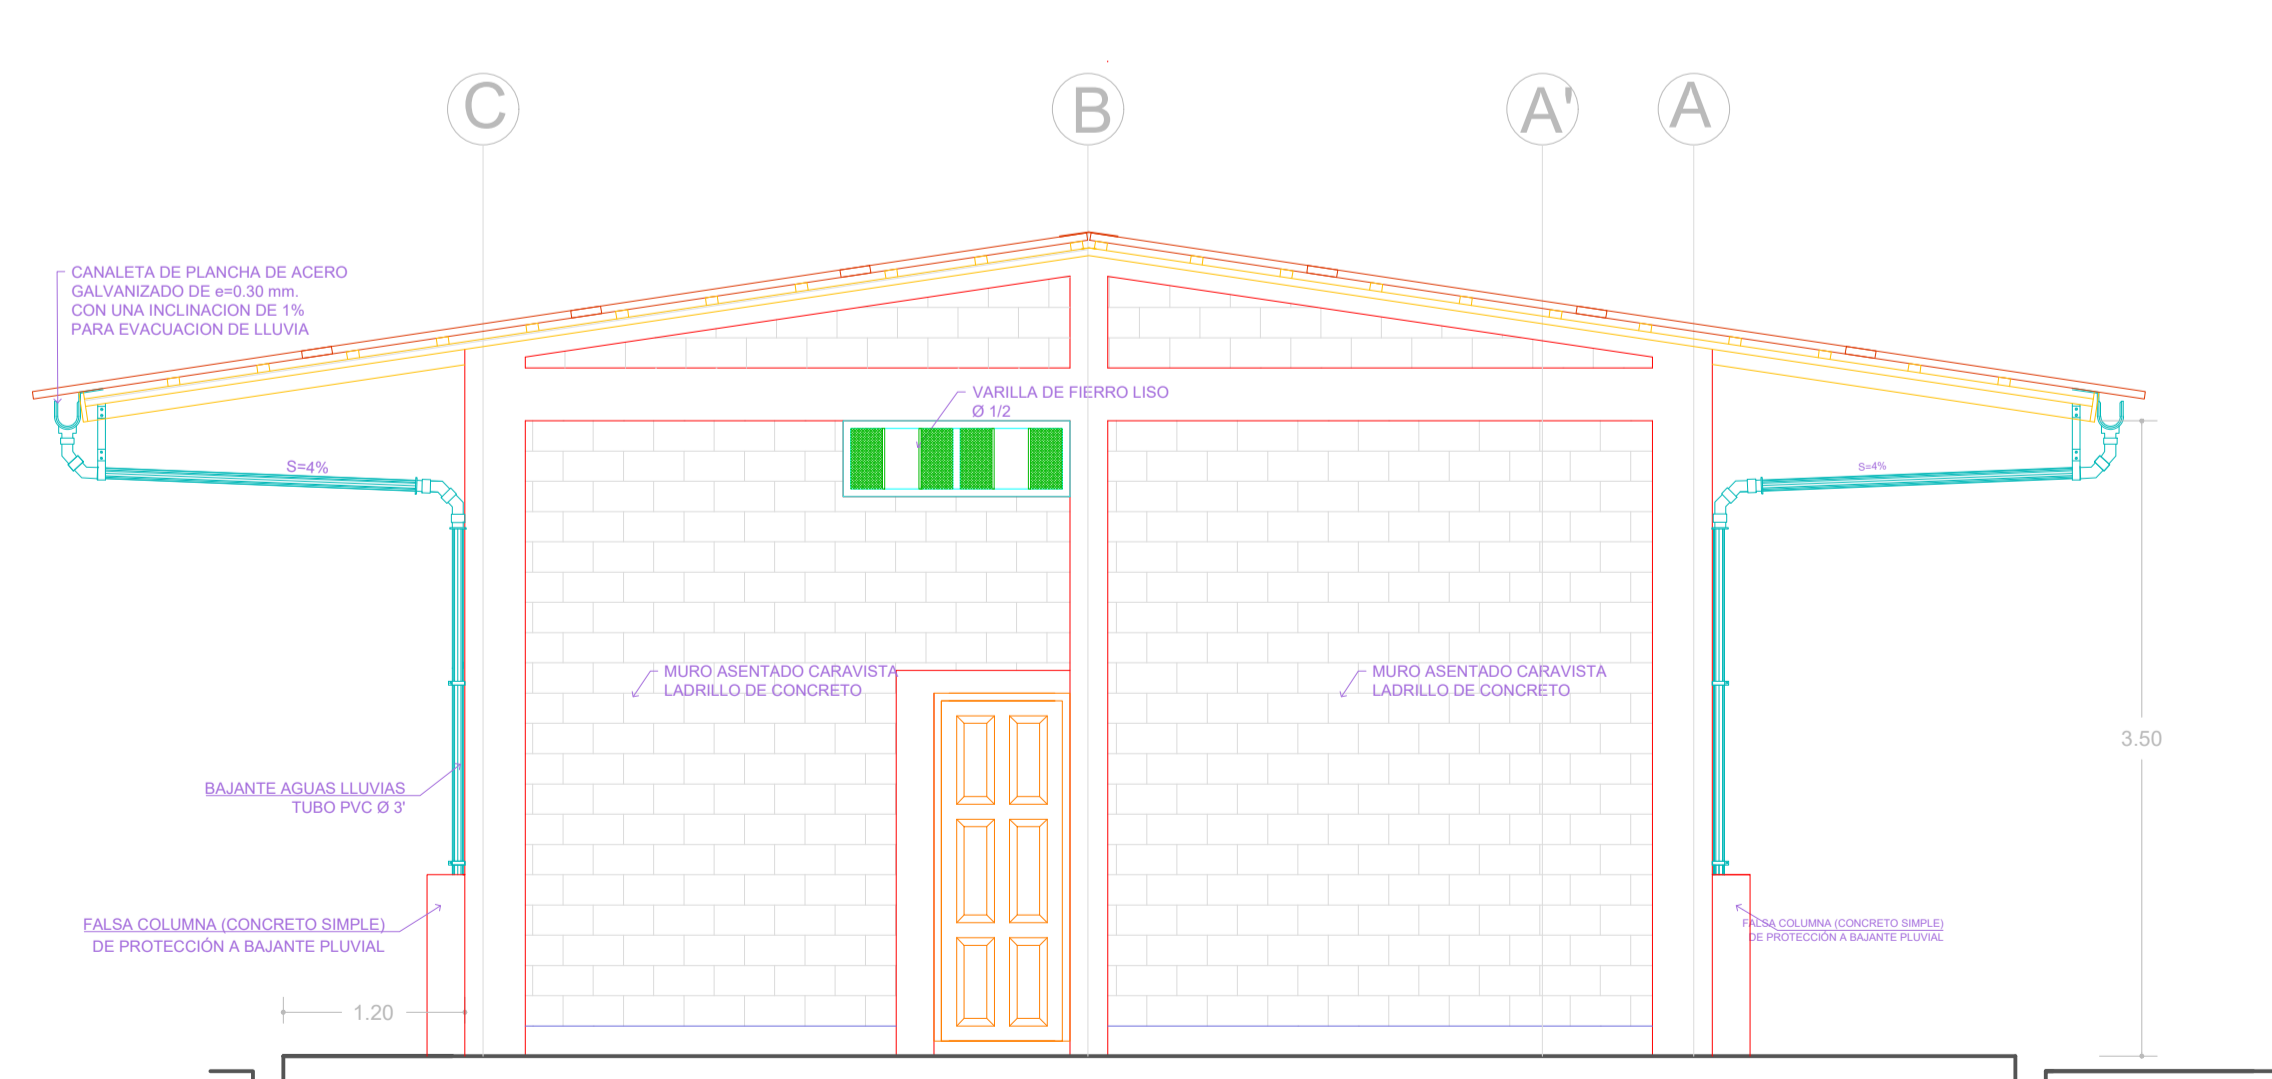 C
B
A'
A
CANALETA DE PLANCHA DE ACERO
GALVANIZADO DE e=0.30 mm.
CON UNA INCLINACION DE 1%
PARA EVACUACION DE LLUVIA
VARILLA DE FIERRO LISO
Ø 1/2
S=4%
S=4%
MURO ASENTADO CARAVISTA
LADRILLO DE CONCRETO
MURO ASENTADO CARAVISTA
LADRILLO DE CONCRETO
3.50
BAJANTE AGUAS LLUVIAS
TUBO PVC Ø 3'
FALSA COLUMNA (CONCRETO SIMPLE)
DE PROTECCIÓN A BAJANTE PLUVIAL
FALSA COLUMNA (CONCRETO SIMPLE)
DE PROTECCIÓN A BAJANTE PLUVIAL
1.20